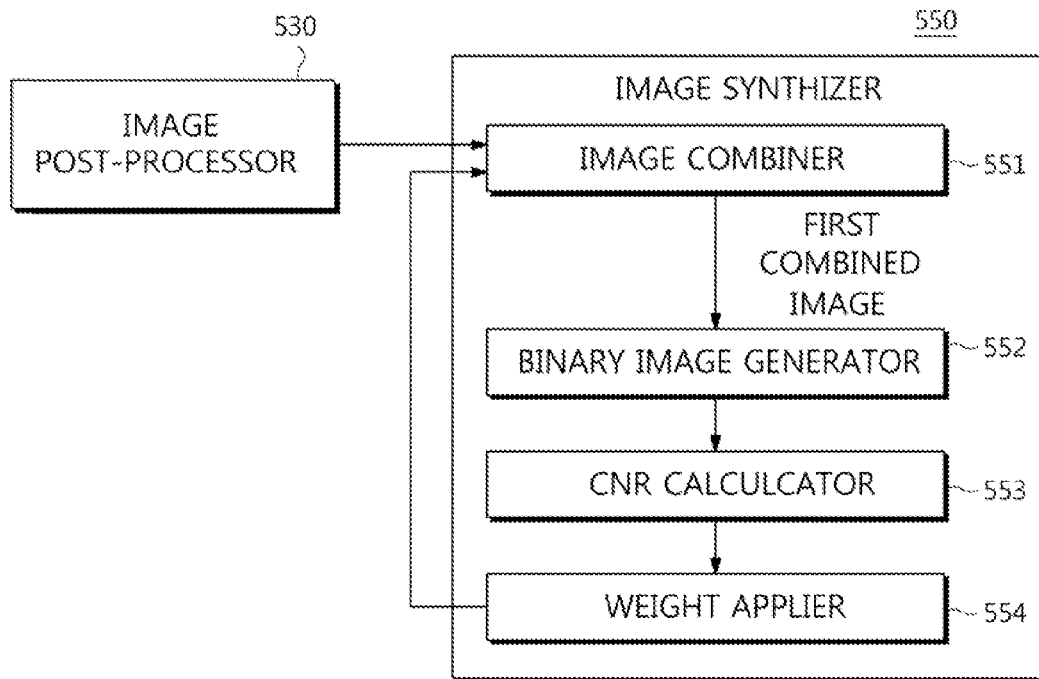 550
530
IMAGE
POST-PROCESSOR
IMAGE SYNTHIZER
IMAGE COMBINER
551
FIRST
COMBINED
IMAGE
BINARY IMAGE GENERATOR
552
CNR CALCULCATOR
553
WEIGHT APPLIER
554